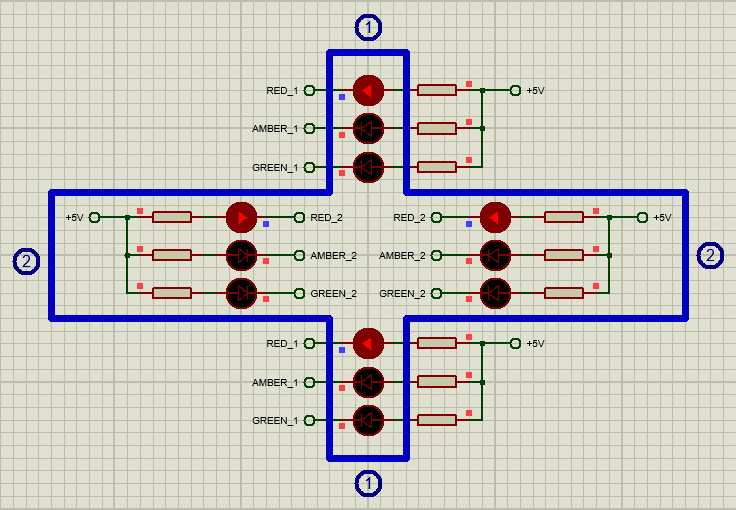 1
RED_1 +5V
AMBER_1
GREEN_1
+5V RED_2 RED_2 +5V
AMBER_2 AMBER_2
2 2
GREEN_2 GREEN_2
RED_1 +5V
AMBER_1
GREEN_1
1